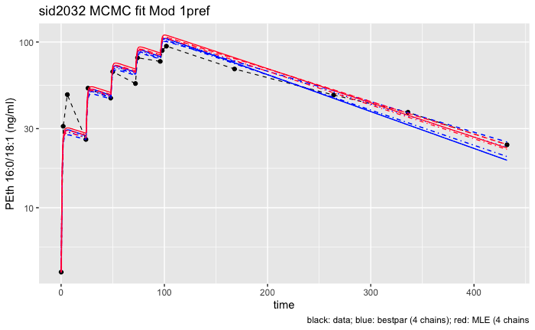 sid2032 MCMC fit Mod 1pref
PEth 16:0/18:1 (ng/ml)
100
30
10
0
100
200
300
400
time
black: data; blue: bestpar (4 chains); red: MLE (4 chains